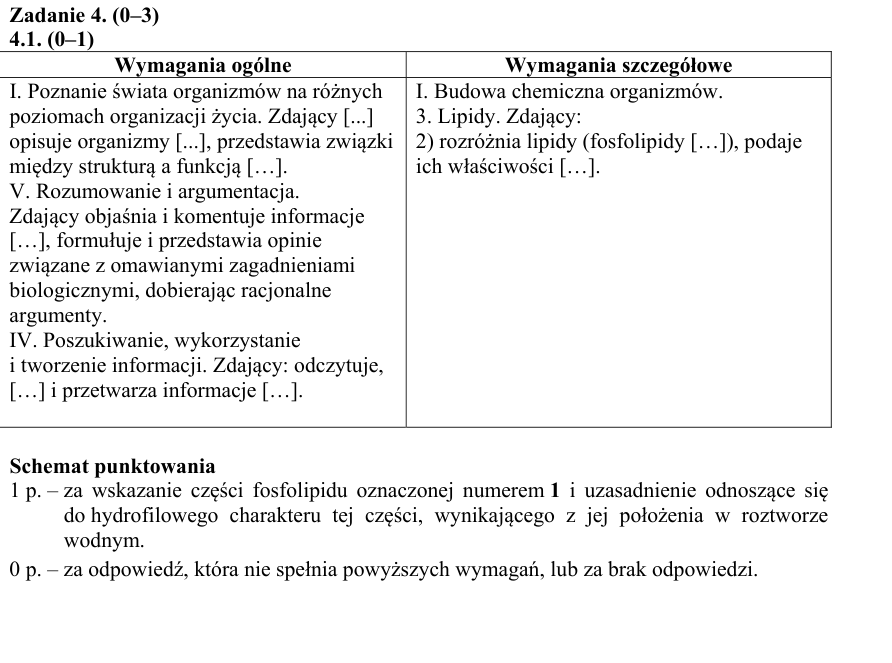 Zadanie 4. (0–3)
4.1. (0–1)
Wymagania ogólne
Wymagania szczegółowe
I. Poznanie świata organizmów na różnych
poziomach organizacji życia. Zdający [...]
opisuje organizmy [...], przedstawia związki
między strukturą a funkcją […].
V. Rozumowanie i argumentacja.
Zdający objaśnia i komentuje informacje
[…], formułuje i przedstawia opinie
związane z omawianymi zagadnieniami
biologicznymi, dobierając racjonalne
argumenty.
IV. Poszukiwanie, wykorzystanie
i tworzenie informacji. Zdający: odczytuje,
[…] i przetwarza informacje […].
I. Budowa chemiczna organizmów.
3. Lipidy. Zdający:
2) rozróżnia lipidy (fosfolipidy […]), podaje
ich właściwości […].
Schemat punktowania
1 p. – za wskazanie części fosfolipidu oznaczonej numerem 1 i uzasadnienie odnoszące się
do hydrofilowego charakteru tej części, wynikającego z jej położenia w roztworze
wodnym.
0 p. – za odpowiedź, która nie spełnia powyższych wymagań, lub za brak odpowiedzi.